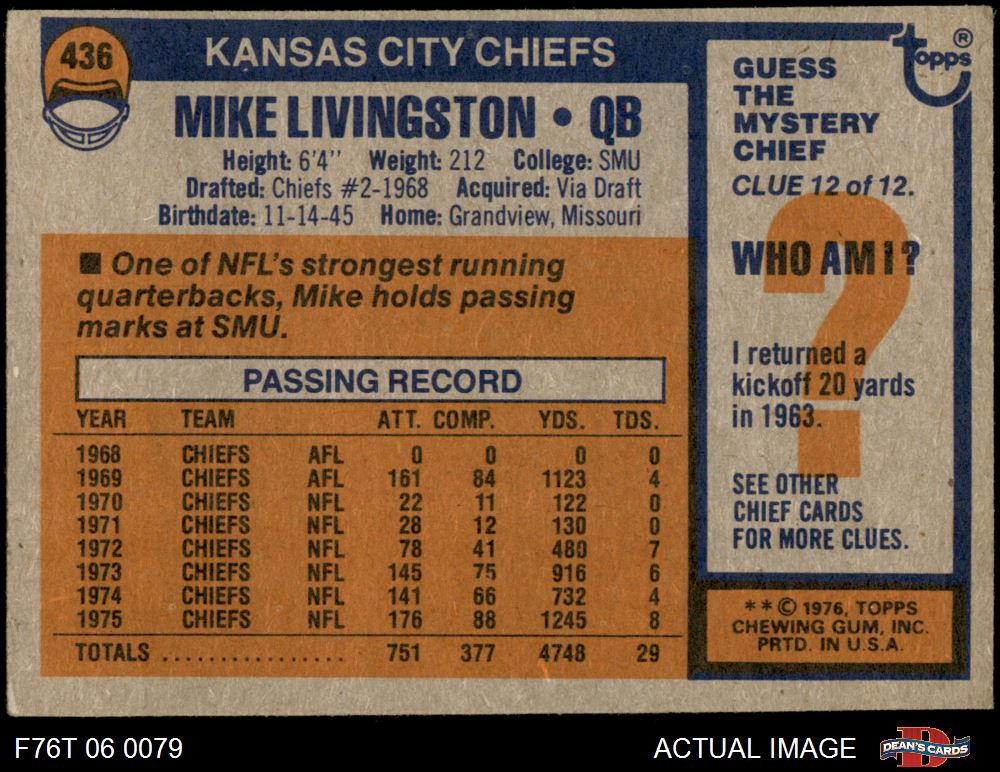 436
KANSAS CITY CHIEFS
MIKE LIVINGSTON • QB
Height: 6'4" Weight: 212 College: SMU
Drafted: Chiefs #2-1968 Acquired: Via Draft
Birthdate: 11-14-45 Home: Grandview, Missouri
■ One of NFL's strongest running
quarterbacks, Mike holds passing
marks at SMU.
PASSING RECORD
YEAR TEAM ATT. COMP. YDS. TDS.
1968 CHIEFS AFL 0 0 0 0
1969 CHIEFS AFL 161 84 1123 4
1970 CHIEFS NFL 22 11 122 0
1971 CHIEFS NFL 28 12 130 0
1972 CHIEFS NFL 78 41 480 7
1973 CHIEFS NFL 145 75 916 6
1974 CHIEFS NFL 141 66 732 4
1975 CHIEFS NFL 176 88 1245 8
TOTALS ................. 751 377 4748 29
topps ®
GUESS
THE
MYSTERY
CHIEF
CLUE 12 of 12.
WHO AM I?
?
I returned a
kickoff 20 yards
in 1963.
SEE OTHER
CHIEF CARDS
FOR MORE CLUES.
**© 1976, TOPPS
CHEWING GUM, INC.
PRTD. IN U.S.A.
F76T 06 0079
ACTUAL IMAGE
D
DEAN'S CARDS